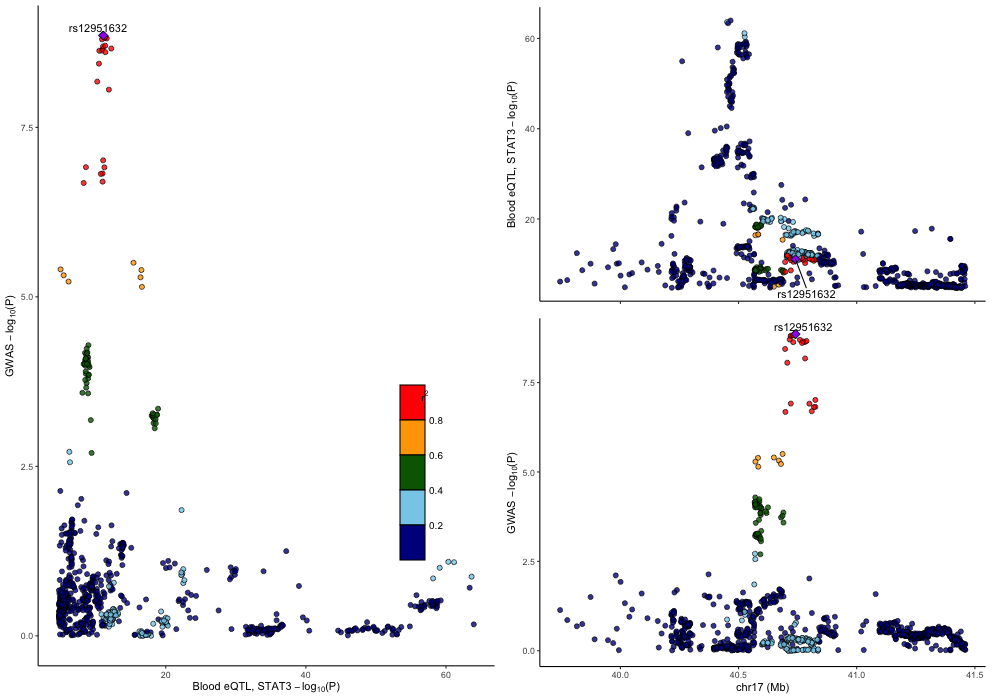 rs12951632
7.5
5.0
2.5
0.0
GWAS − log10(P)
20
40
60
Blood eQTL, STAT3 − log10(P)
r2
0.8
0.6
0.4
0.2
60
40
20
Blood eQTL, STAT3 − log10(P)
rs12951632
rs12951632
7.5
5.0
2.5
0.0
GWAS − log10(P)
40.0
40.5
41.0
41.5
chr17 (Mb)